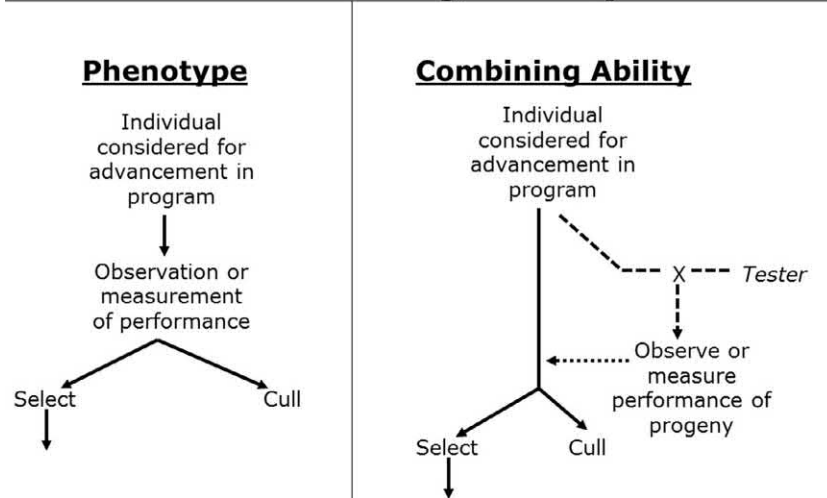 Phenotype
Individual
considered for
advancement in
program
Observation or
measurement
of performance
Select
Cull
Combining Ability
Individual
considered for
advancement in
program
X
Tester
Observe or
measure
performance of
progeny
Select
Cull